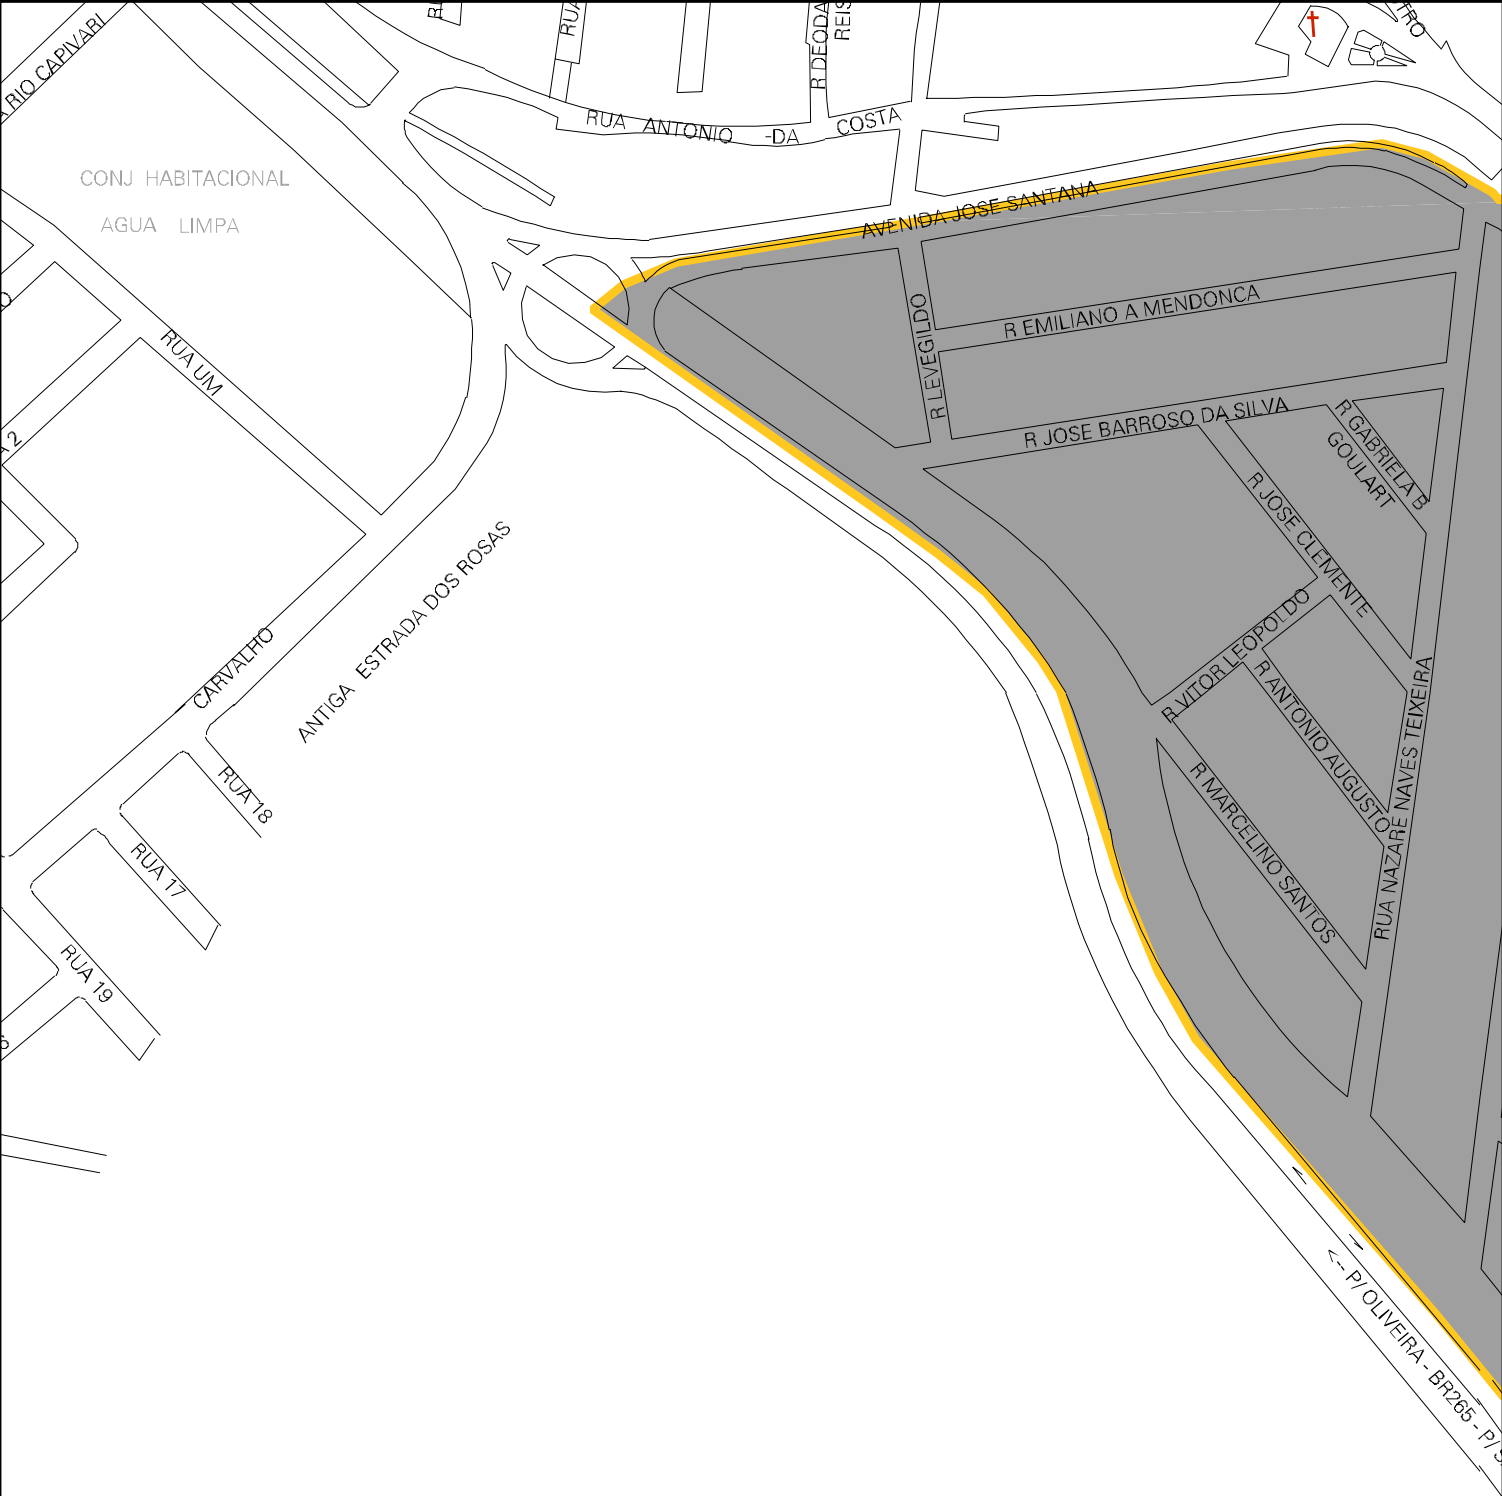 RIO CAPIVARI
RUA
R DEODA
REIS
TRO
RUA ANTONIO -DA COSTA
CONJ HABITACIONAL
AGUA LIMPA
AVENIDA JOSE SANTANA
R LEVEGILDO
R EMILIANO A MENDONCA
RUA UM
R JOSE BARROSO DA SILVA
R GABRIELA B
GOULART
R JOSE CLEMENTE
R VITOR LEOPOLDO
R ANTONIO AUGUSTO
RUA NAZARE NAVES TEIXEIRA
R MARCELINO SANTOS
ANTIGA ESTRADA DOS ROSAS
CARVALHO
RUA 18
RUA 17
RUA 19
<-- P/ OLIVEIRA - BR265 - P/ S